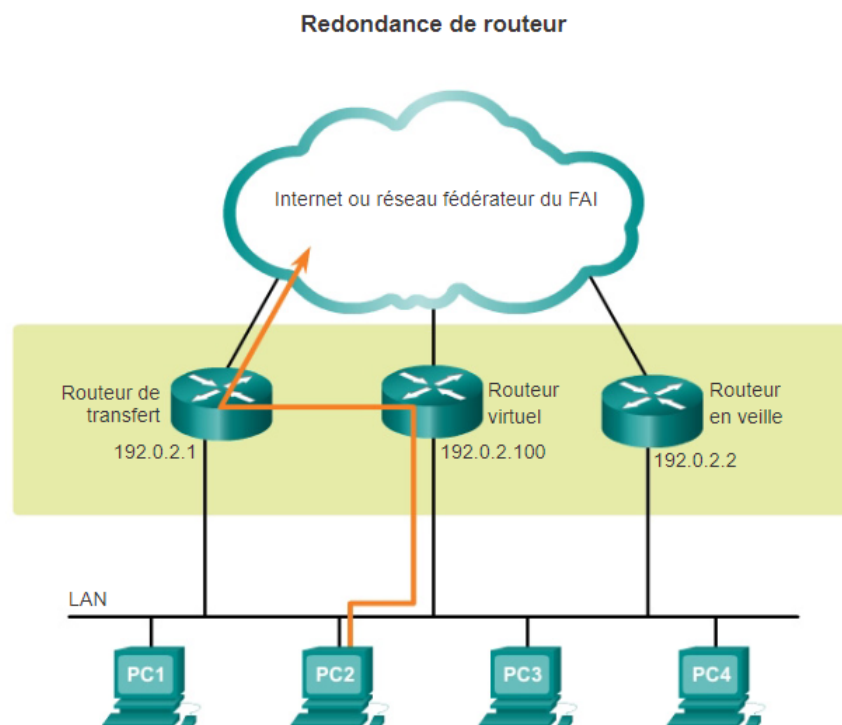 Redondance de routeur
Internet ou réseau fédérateur du FAI
Routeur de
transfert
192.0.2.1
Routeur
virtuel
192.0.2.100
Routeur
en veille
192.0.2.2
LAN
PC1
PC2
PC3
PC4